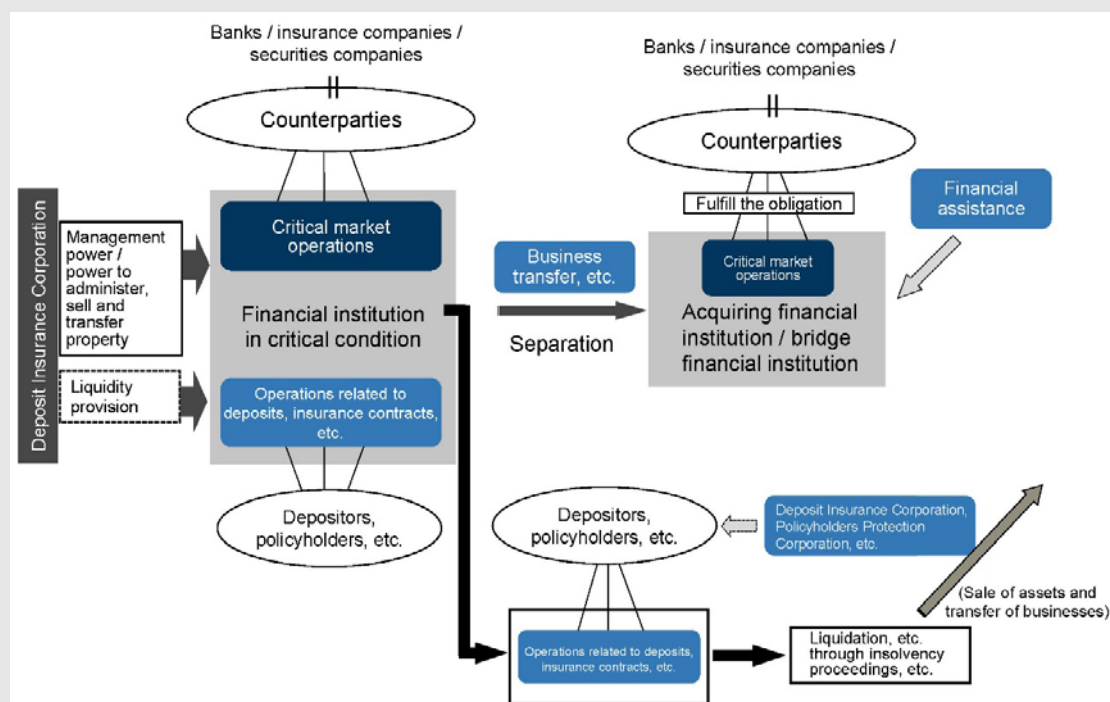 Banks / insurance companies /
securities companies
Counterparties
Deposit Insurance Corporation
Management
power /
power to
administer,
sell and
transfer
property
Liquidity
provision
Critical market
operations
Financial institution
in critical condition
Operations related to
deposits, insurance contracts,
etc.
Depositors,
policyholders, etc.
Business
transfer, etc.
Separation
Banks / insurance companies /
securities companies
Counterparties
Fulfill the obligation
Critical market
operations
Acquiring financial
institution / bridge
financial institution
Financial
assistance
Depositors,
policyholders, etc.
Deposit Insurance Corporation,
Policyholders Protection
Corporation, etc.
Operations related to deposits,
insurance contracts, etc.
(Sale of assets and
transfer of businesses)
Liquidation, etc.
through insolvency
proceedings, etc.